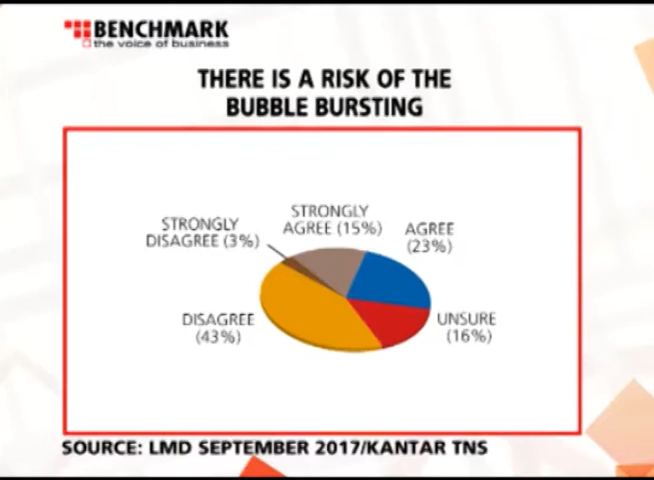 BENCHMARK
the voice of business
THERE IS A RISK OF THE
BUBBLE BURSTING
STRONGLY
AGREE (15%)
STRONGLY
DISAGREE (3%)
AGREE
(23%)
DISAGREE
(43%)
UNSURE
(16%)
SOURCE: LMD SEPTEMBER 2017/KANTAR TNS